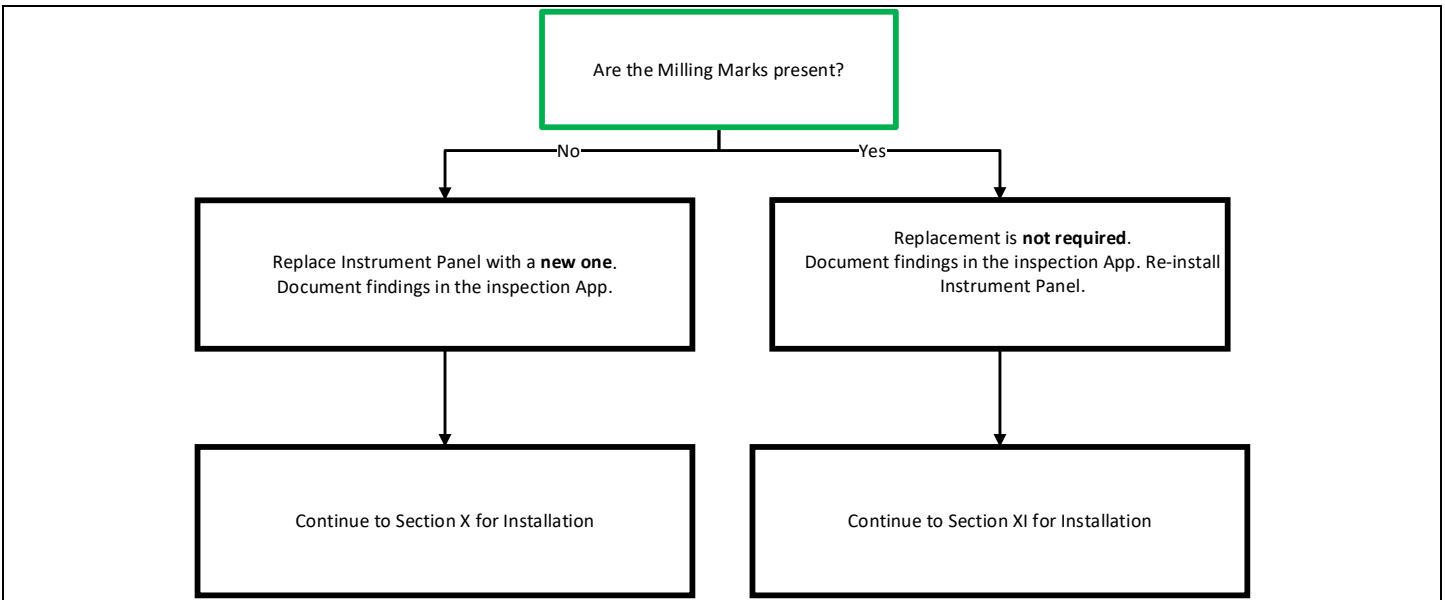 Are the Milling Marks present?
No
Yes
Replace Instrument Panel with a new one.
Document findings in the inspection App.
Replacement is not required.
Document findings in the inspection App. Re-install
Instrument Panel.
Continue to Section X for Installation
Continue to Section XI for Installation